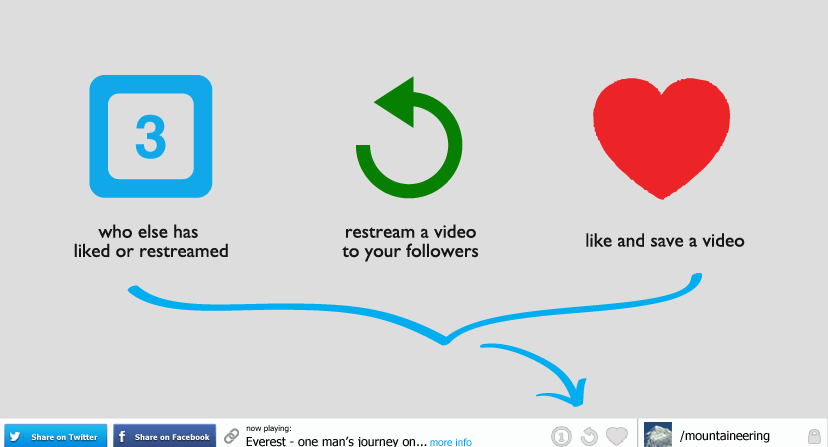 3
who else has
liked or restreamed
restream a video
to your followers
like and save a video
Share on Twitter
f Share on Facebook
now playing:
Everest - one man's journey on... more info
1
/mountaineering